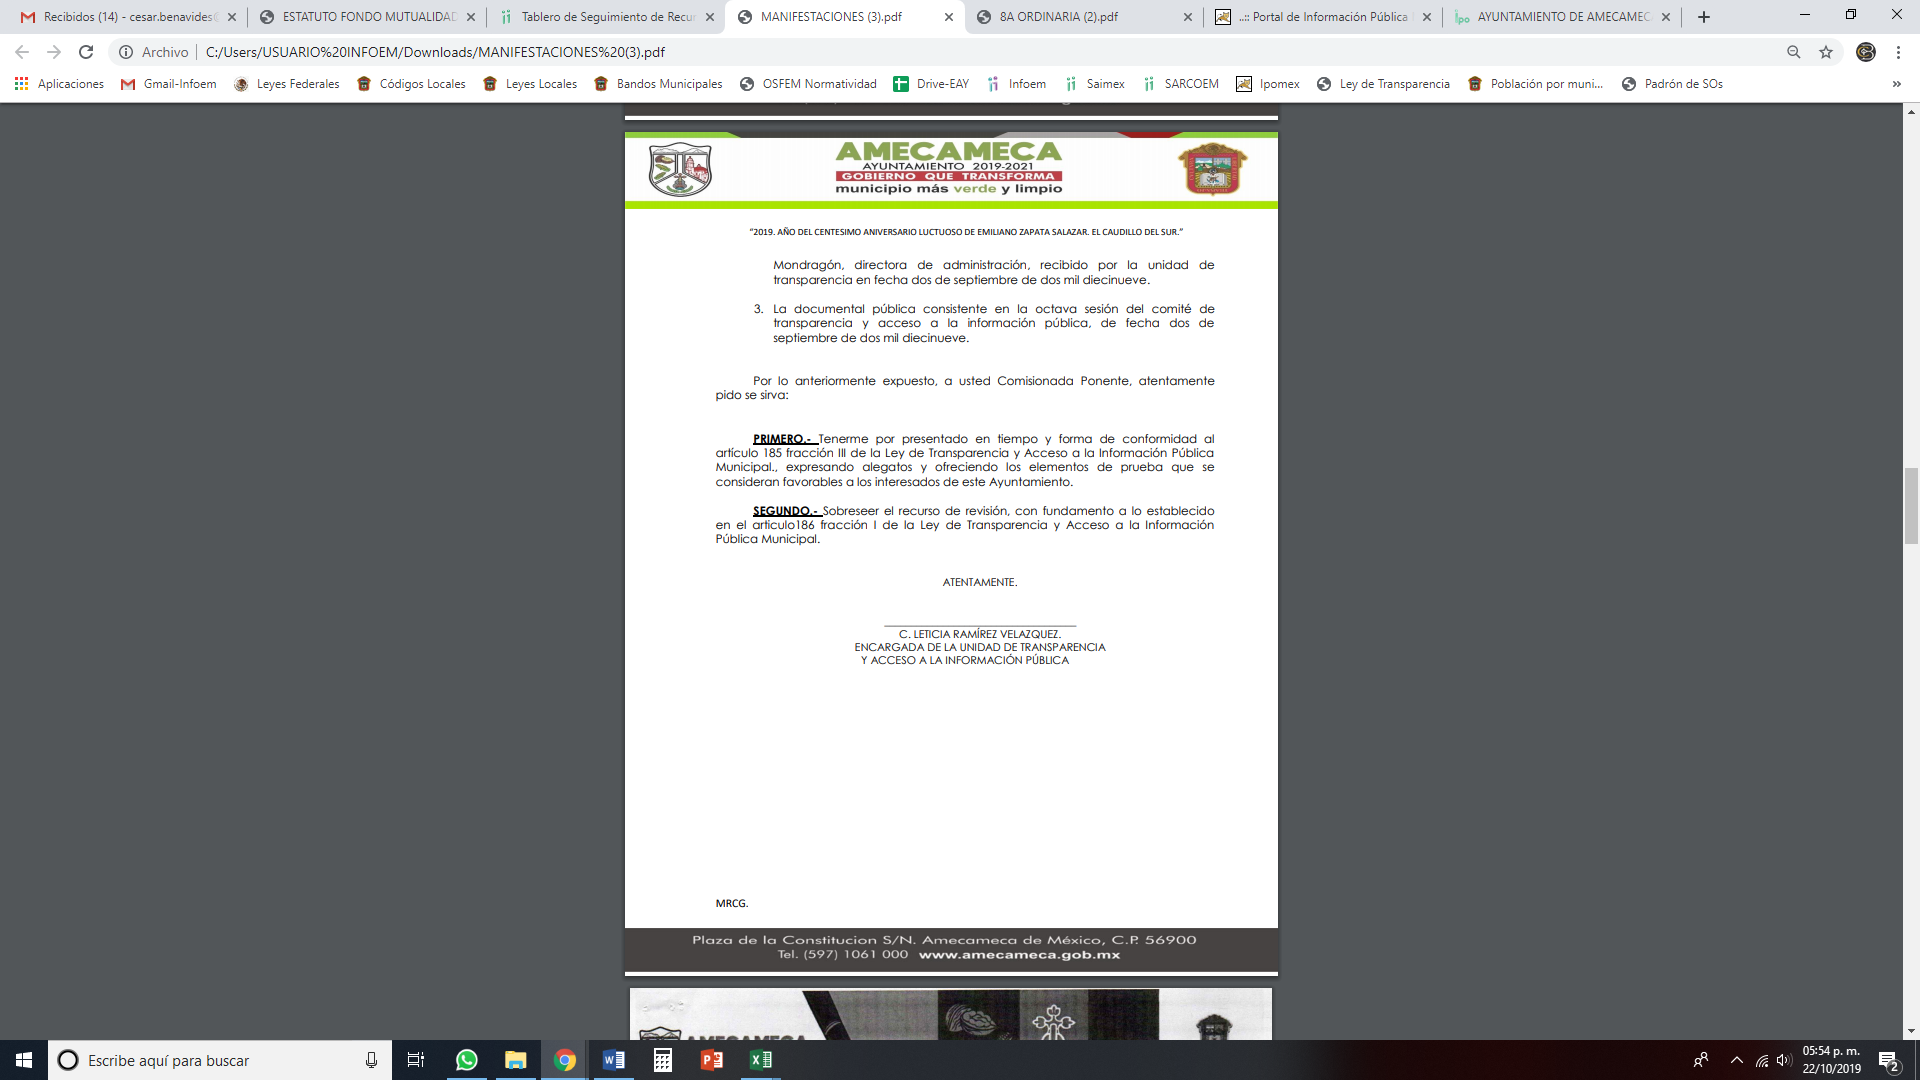 Recibidos (14) - cesar.benavides@
ESTATUTO FONDO MUTUALIDAD
Tablero de Seguimiento de Recur
MANIFESTACIONES (3).pdf
8A ORDINARIA (2).pdf
..:: Portal de Información Pública
AYUNTAMIENTO DE AMECAMECA
Archivo
C:/Users/USUARIO%20INFOEM/Downloads/MANIFESTACIONES%20(3).pdf
Aplicaciones
Gmail-Infoem
Leyes Federales
Códigos Locales
Leyes Locales
Bandos Municipales
OSFEM Normatividad
Drive-EAY
Infoem
Saimex
SARCOEM
Ipomex
Ley de Transparencia
Población por muni...
Padrón de SOs
»
AMECAMECA
AYUNTAMIENTO 2019-2021
GOBIERNO QUE TRANSFORMA
municipio más verde y limpio
"2019. AÑO DEL CENTESIMO ANIVERSARIO LUCTUOSO DE EMILIANO ZAPATA SALAZAR. EL CAUDILLO DEL SUR."
Mondragón, directora de administración, recibido por la unidad de
transparencia en fecha dos de septiembre de dos mil diecinueve.
3. La documental pública consistente en la octava sesión del comité de
transparencia y acceso a la información pública, de fecha dos de
septiembre de dos mil diecinueve.
Por lo anteriormente expuesto, a usted Comisionada Ponente, atentamente
pido se sirva:
PRIMERO.- Tenerme por presentado en tiempo y forma de conformidad al
artículo 185 fracción III de la Ley de Transparencia y Acceso a la Información Pública
Municipal., expresando alegatos y ofreciendo los elementos de prueba que se
consideran favorables a los interesados de este Ayuntamiento.
SEGUNDO.- Sobreseer el recurso de revisión, con fundamento a lo establecido
en el articulo186 fracción I de la Ley de Transparencia y Acceso a la Información
Pública Municipal.
ATENTAMENTE.
C. LETICIA RAMÍREZ VELAZQUEZ.
ENCARGADA DE LA UNIDAD DE TRANSPARENCIA
Y ACCESO A LA INFORMACIÓN PÚBLICA
MRCG.
Plaza de la Constitucion S/N. Amecameca de México, C.P. 56900
Tel. (597) 1061 000 www.amecameca.gob.mx
AMECAMECA
Escribe aquí para buscar
05:54 p. m.
22/10/2019
2